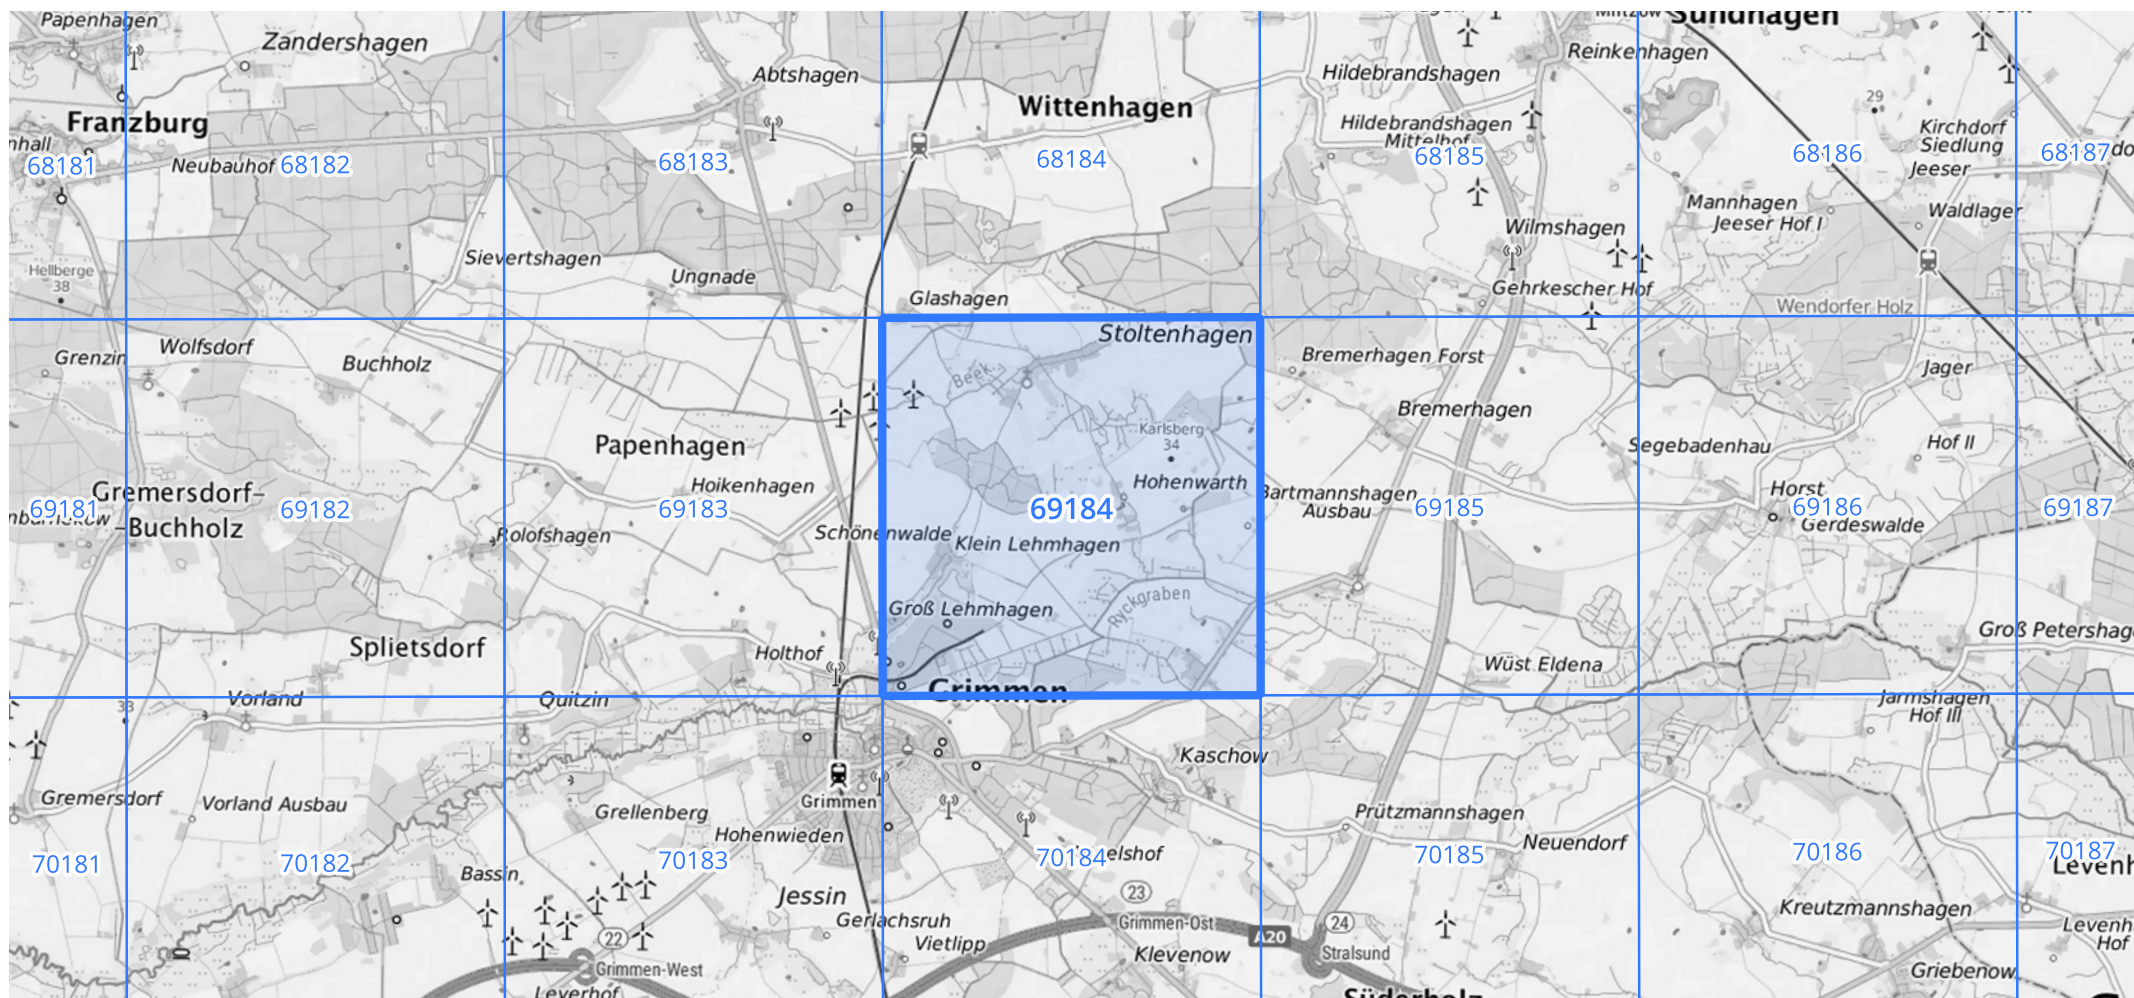 Papenhagen
Zandershagen
Abtshagen
Wittenhagen
Hildebrandshagen
Reinkenhagen
Sundhagen
Franzburg
Neubauhof
68181
68182
68183
68184
Hildebrandshagen
Mittelhof
68185
68186
68187
29
Kirchdorf
Siedlung
Jeeser
Mannhagen
Jeeser Hof I
Waldlager
Hellberge
38
Sievertshagen
Ungnade
Glashagen
Wilmshagen
Gehrkescher Hof
Wendorfer Holz
Grenzin
Wolfsdorf
Buchholz
Stoltenhagen
Beek
Bremerhagen Forst
Jager
Papenhagen
Karlsberg
34
Bremerhagen
Segebadenhau
Hof II
Gremersdorf-
Buchholz
Hoikenhagen
Hohenwarth
Bartmannshagen
Ausbau
Horst
Gerdeswalde
69181
69182
69183
69184
69185
69186
69187
Rolofshagen
Schönenwalde
Klein Lehmhagen
Groß Lehmhagen
Ryckgraben
Splietsdorf
Holthof
Wüst Eldena
Groß Petershag
Grimmen
Vorland
33
Quitzin
Jarmshagen
Hof III
Kaschow
Gremersdorf
Vorland Ausbau
Grellenberg
Grimmen
Hohenwieden
Prützmannshagen
Neuendorf
70181
70182
70183
70184
70185
70186
70187
Bassin
Jessin
Gerlachsruh
Vietlipp
23
Grimmen-Ost
Klevenow
A20
24
Stralsund
Kreutzmannshagen
Levenh
Levenh
Hof
Griebenow
22
Grimmen-West
Leyerhof
Süderholz